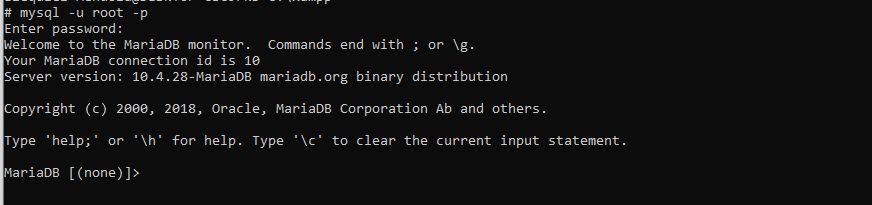 # mysql -u root -p
Enter password:
Welcome to the MariaDB monitor.  Commands end with ; or \g.
Your MariaDB connection id is 10
Server version: 10.4.28-MariaDB mariadb.org binary distribution
Copyright (c) 2000, 2018, Oracle, MariaDB Corporation Ab and others.
Type 'help;' or '\h' for help. Type '\c' to clear the current input statement.
MariaDB [(none)]>